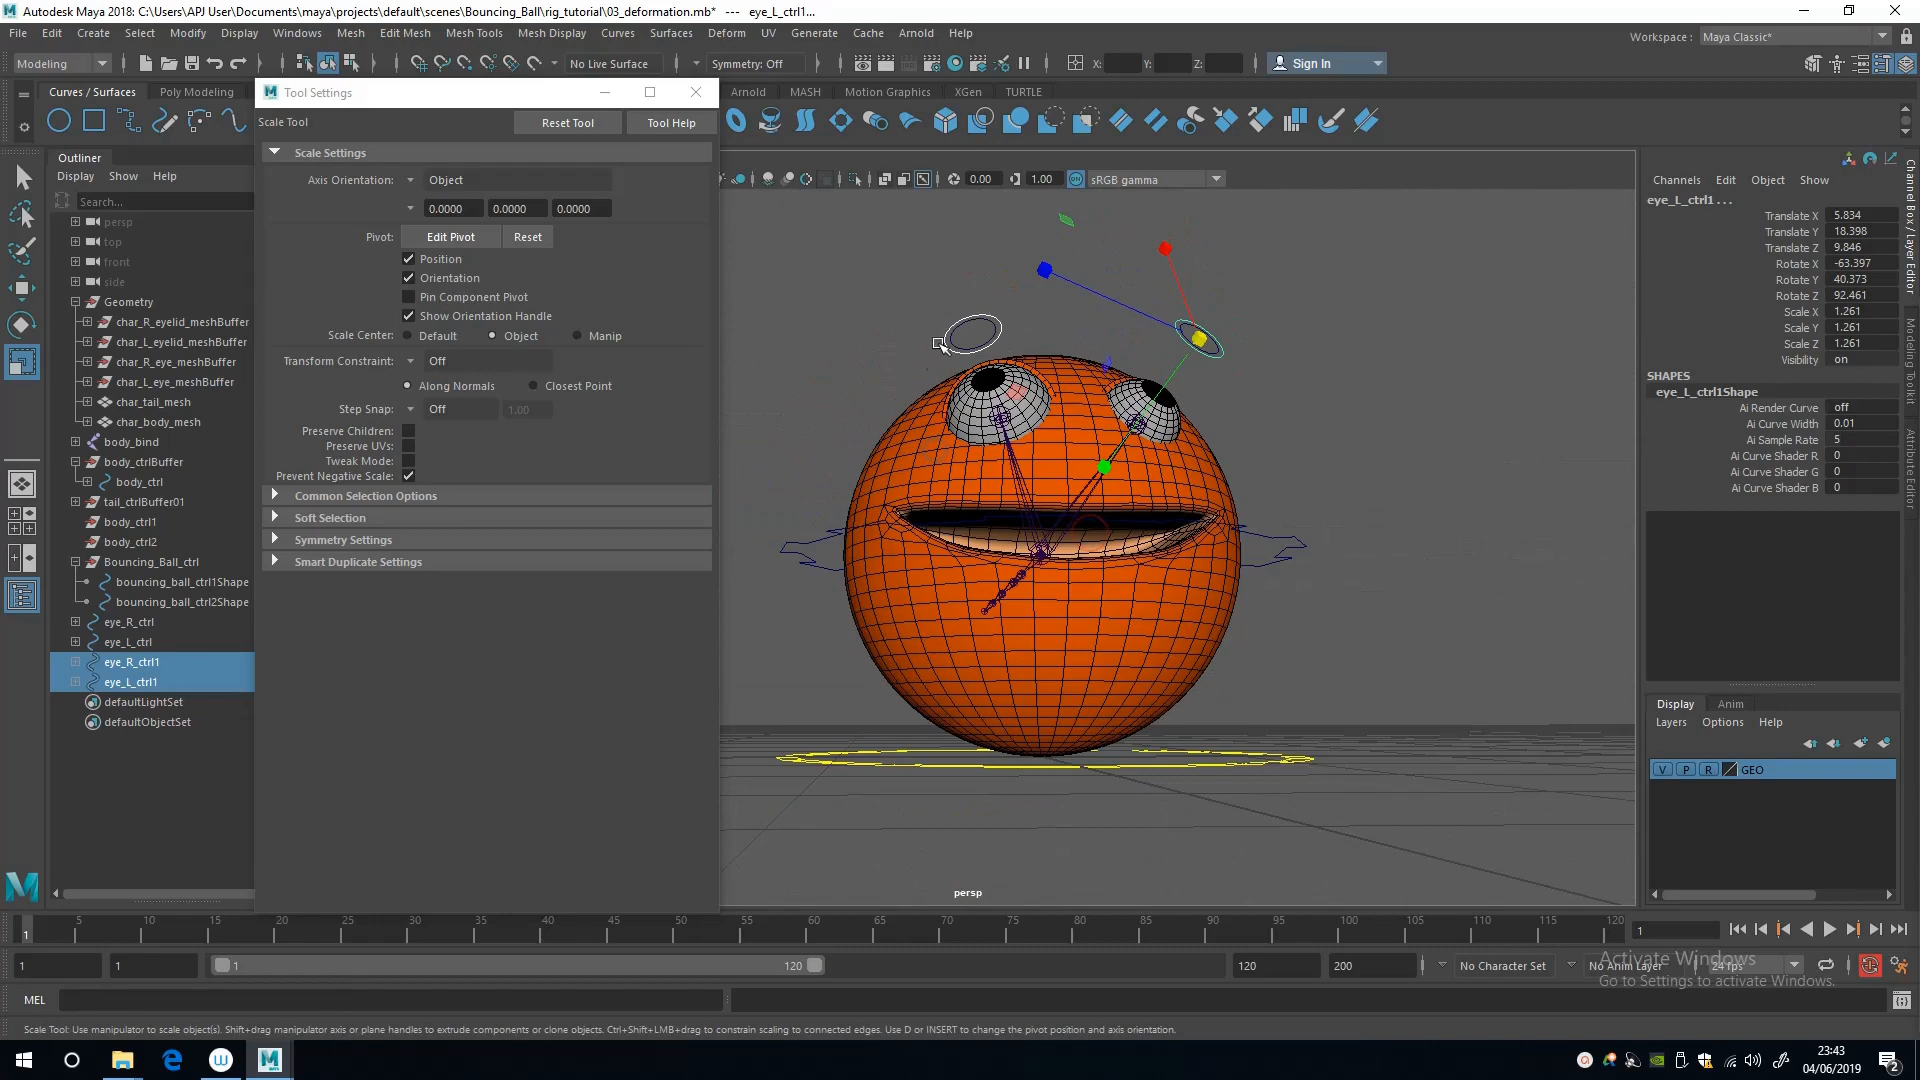 Autodesk Maya 2018: C:\Users\APJ User\Documents\maya\projects\default\scenes\Bouncing_Ball\rig_tutorial\03_deformation.mb* --- eye_L_ctrl1...
File Edit Create Select Modify Display Windows Mesh Edit Mesh Mesh Tools Mesh Display Curves Surfaces Deform UV Generate Cache Arnold Help
Workspace : Maya Classic*
Modeling
No Live Surface
Symmetry: Off
X:
Y:
Z:
Sign In
Curves / Surfaces
Poly Modeling
Arnold
MASH
Motion Graphics
XGen
TURTLE
Tool Settings
Scale Tool
Reset Tool
Tool Help
Scale Settings
Axis Orientation:
Object
0.0000
0.0000
0.0000
Pivot:
Edit Pivot
Reset
Position
Orientation
Pin Component Pivot
Show Orientation Handle
Scale Center:
Default
Object
Manip
Transform Constraint:
Off
Along Normals
Closest Point
Step Snap:
Off
1.00
Preserve Children:
Preserve UVs:
Tweak Mode:
Prevent Negative Scale:
Common Selection Options
Soft Selection
Symmetry Settings
Smart Duplicate Settings
Outliner
Display Show Help
Search...
persp
top
front
side
Geometry
char_R_eyelid_meshBuffer
char_L_eyelid_meshBuffer
char_R_eye_meshBuffer
char_L_eye_meshBuffer
char_tail_mesh
char_body_mesh
body_bind
body_ctrlBuffer
body_ctrl
tail_ctrlBuffer01
body_ctrl1
body_ctrl2
Bouncing_Ball_ctrl
bouncing_ball_ctrl1Shape
bouncing_ball_ctrl2Shape
eye_R_ctrl
eye_L_ctrl
eye_R_ctrl1
eye_L_ctrl1
defaultLightSet
defaultObjectSet
0.00
1.00
sRGB gamma
persp
Channels Edit Object Show
eye_L_ctrl1 . . .
Translate X 5.834
Translate Y 18.398
Translate Z 9.846
Rotate X -63.397
Rotate Y 40.373
Rotate Z 92.461
Scale X 1.261
Scale Y 1.261
Scale Z 1.261
Visibility on
SHAPES
eye_L_ctrl1Shape
Ai Render Curve off
Ai Curve Width 0.01
Ai Sample Rate 5
Ai Curve Shader R 0
Ai Curve Shader G 0
Ai Curve Shader B 0
Channel Box / Layer Editor
Modeling Toolkit
Attribute Editor
Display Anim
Layers Options Help
V P R GEO
5 10 15 20 25 30 35 40 45 50 55 60 65 70 75 80 85 90 95 100 105 110 115 120
1
1
1
1
1
120
120
200
No Character Set
No Anim Layer
24 fps
Activate Windows
Go to Settings to activate Windows.
MEL
Scale Tool: Use manipulator to scale object(s). Shift+drag manipulator axis or plane handles to extrude components or clone objects. Ctrl+Shift+LMB+drag to constrain scaling to connected edges. Use D or INSERT to change the pivot position and axis orientation.
23:43
04/06/2019
2